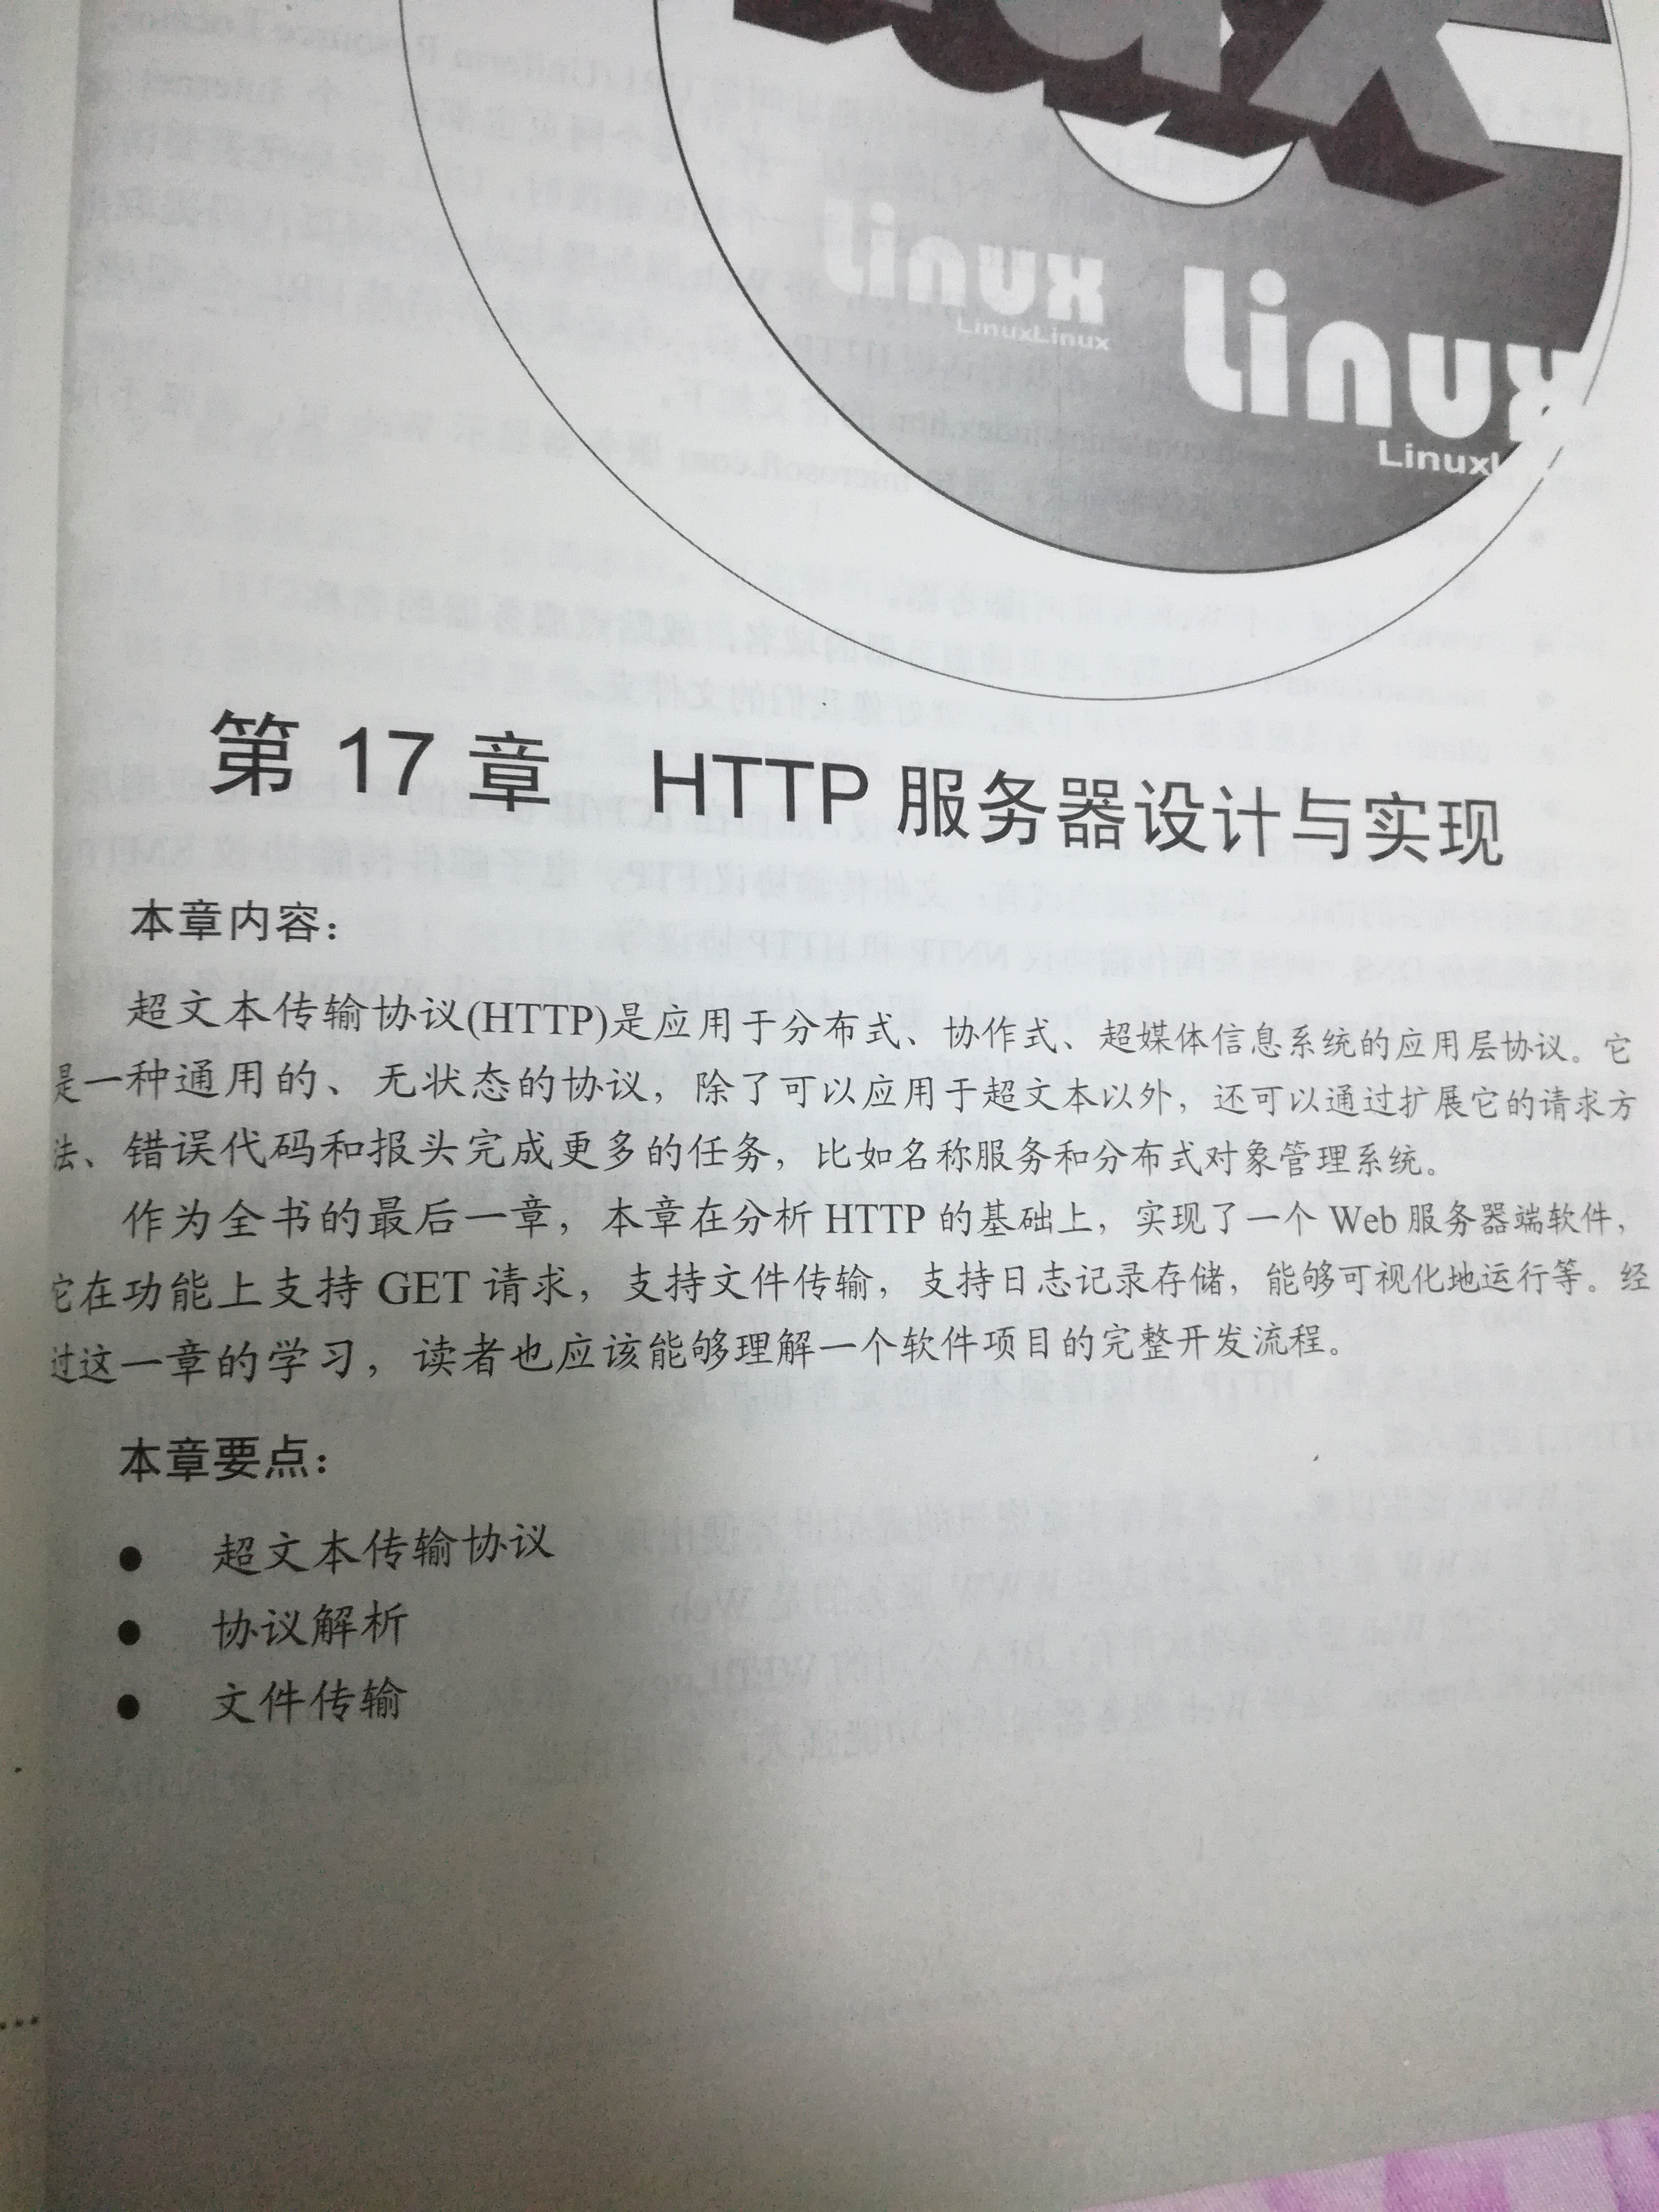 Linux
LinuxLinux
Linux
LinuxL
第 17 章 HTTP 服务器设计与实现
本章内容：
超文本传输协议(HTTP)是应用于分布式、协作式、超媒体信息系统的应用层协议。它
是一种通用的、无状态的协议，除了可以应用于超文本以外，还可以通过扩展它的请求方
法、错误代码和报头完成更多的任务，比如名称服务和分布式对象管理系统。
作为全书的最后一章，本章在分析 HTTP 的基础上，实现了一个 Web 服务器端软件，
它在功能上支持 GET 请求，支持文件传输，支持日志记录存储，能够可视化地运行等。经
过这一章的学习，读者也应该能够理解一个软件项目的完整开发流程。
本章要点：
● 超文本传输协议
● 协议解析
● 文件传输